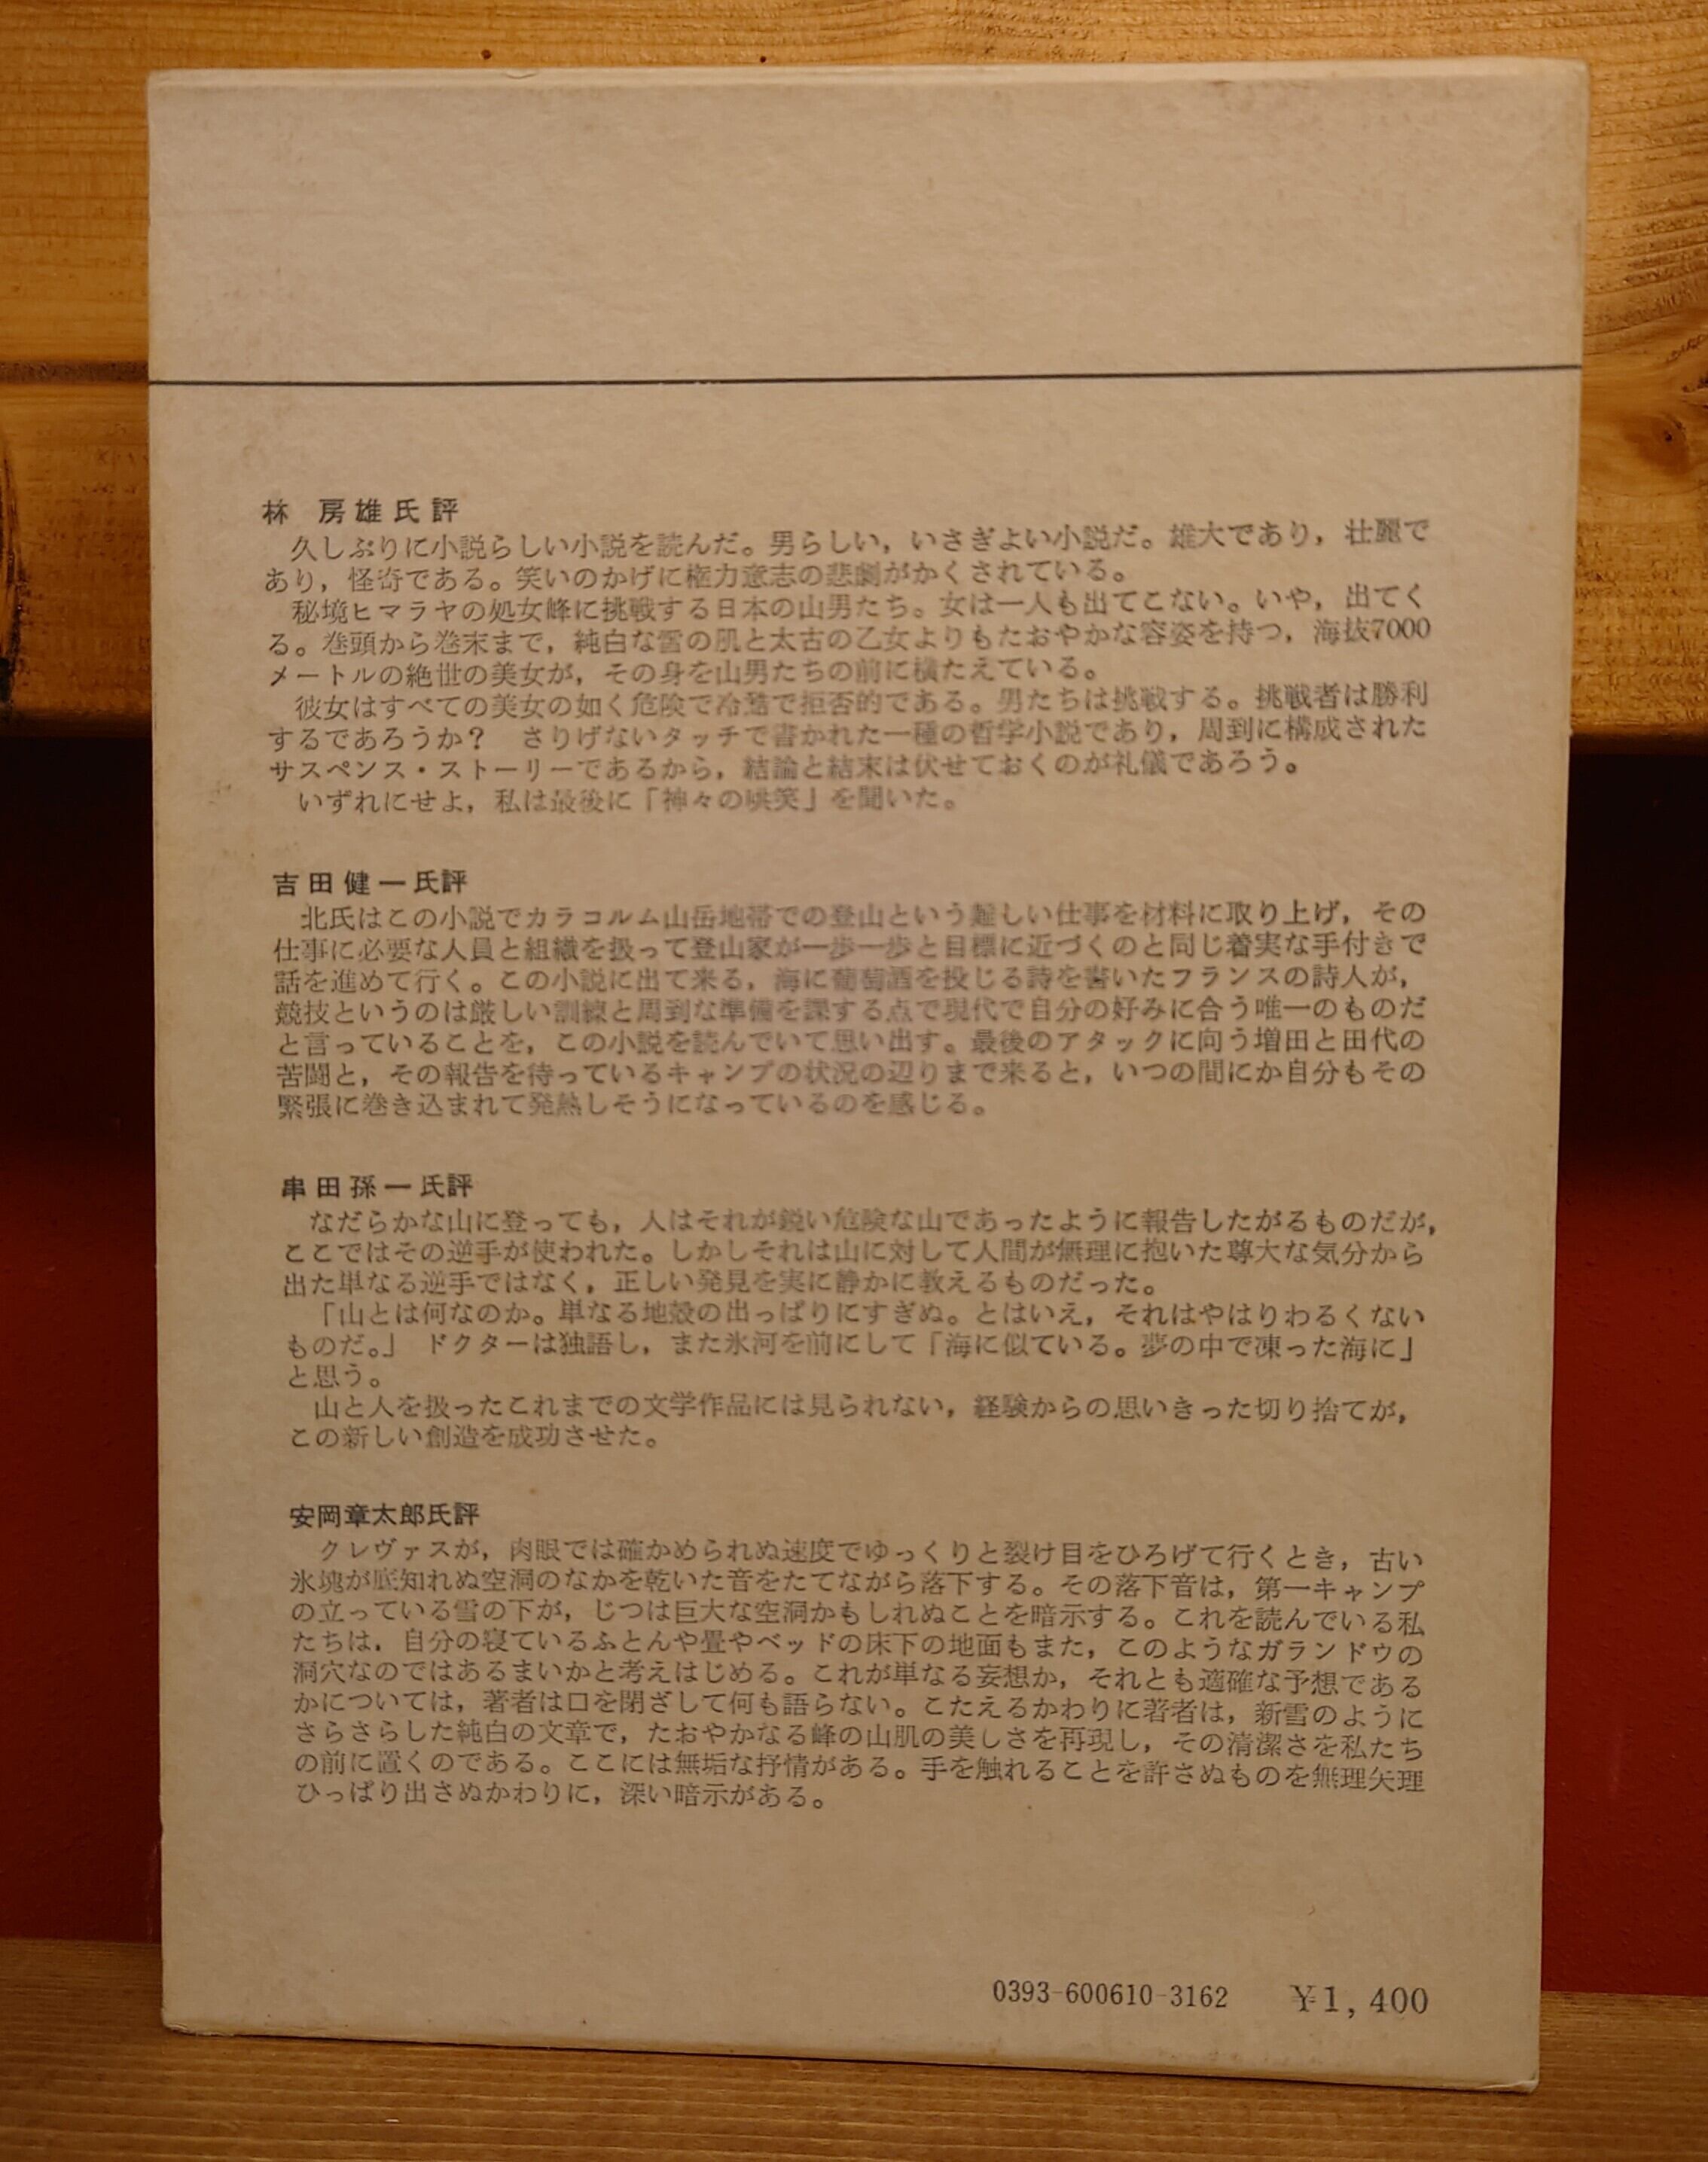 林 房雄氏評
久しぶりに小説らしい小説を読んだ。男らしい，いさぎよい小説だ。雄大であり，壮麗で
あり，怪奇である。笑いのかげに権力意志の悲劇がかくされている。
秘境ヒマラヤの処女峰に挑戦する日本の山男たち。女は一人も出てこない。いや，出てく
る。巻頭から巻末まで，純白な雪の肌と太古の乙女よりもたおやかな容姿を持つ，海抜7000
メートルの絶世の美女が，その身を山男たちの前に横たえている。
彼女はすべての美女の如く危険で冷酷で拒否的である。男たちは挑戦する。挑戦者は勝利
するであろうか？　さりげないタッチで書かれた一種の哲学小説であり，周到に構成された
サスペンス・ストーリーであるから，結論と結末は伏せておくのが礼儀であろう。
いずれにせよ，私は最後に「神々の哄笑」を聞いた。
吉田健一氏評
北氏はこの小説でカラコルム山岳地帯での登山という難しい仕事を材料に取り上げ，その
仕事に必要な人員と組織を扱って登山家が一歩一歩と目標に近づくのと同じ着実な手付きで
話を進めて行く。この小説に出て来る，海に葡萄酒を投じる詩を書いたフランスの詩人が，
競技というのは厳しい訓練と周到な準備を課する点で現代で自分の好みに合う唯一のものだ
と言っていることを，この小説を読んでいて思い出す。最後のアタックに向う増田と田代の
苦闘と，その報告を待っているキャンプの状況の辺りまで来ると，いつの間にか自分もその
緊張に巻き込まれて発熱しそうになっているのを感じる。
串田孫一氏評
なだらかな山に登っても，人はそれが鋭い危険な山であったように報告したがるものだが，
ここではその逆手が使われた。しかしそれは山に対して人間が無理に抱いた尊大な気分から
出た単なる逆手ではなく，正しい発見を実に静かに教えるものだった。
「山とは何なのか。単なる地殻の出っぱりにすぎぬ。とはいえ，それはやはりわるくない
ものだ。」　ドクターは独語し，また氷河を前にして「海に似ている。夢の中で凍った海に」
と思う。
山と人を扱ったこれまでの文学作品には見られない，経験からの思いきった切り捨てが，
この新しい創造を成功させた。
安岡章太郎氏評
クレヴァスが，肉眼では確かめられぬ速度でゆっくりと裂け目をひろげて行くとき，古い
氷塊が底知れぬ空洞のなかを乾いた音をたてながら落下する。その落下音は，第一キャンプ
の立っている雪の下が，じつは巨大な空洞かもしれぬことを暗示する。これを読んでいる私
たちは，自分の寝ているふとんや畳やベッドの床下の地面もまた，このようなガランドウの
洞穴なのではあるまいかと考えはじめる。これが単なる妄想か，それとも適確な予想である
かについては，著者は口を閉ざして何も語らない。こたえるかわりに著者は，新雪のように
さらさらした純白の文章で，たおやかなる峰の山肌の美しさを再現し，その清潔さを私たち
の前に置くのである。ここには無垢な抒情がある。手を触れることを許さぬものを無理矢理
ひっぱり出さぬかわりに，深い暗示がある。
0393-600610-3162　¥1,400